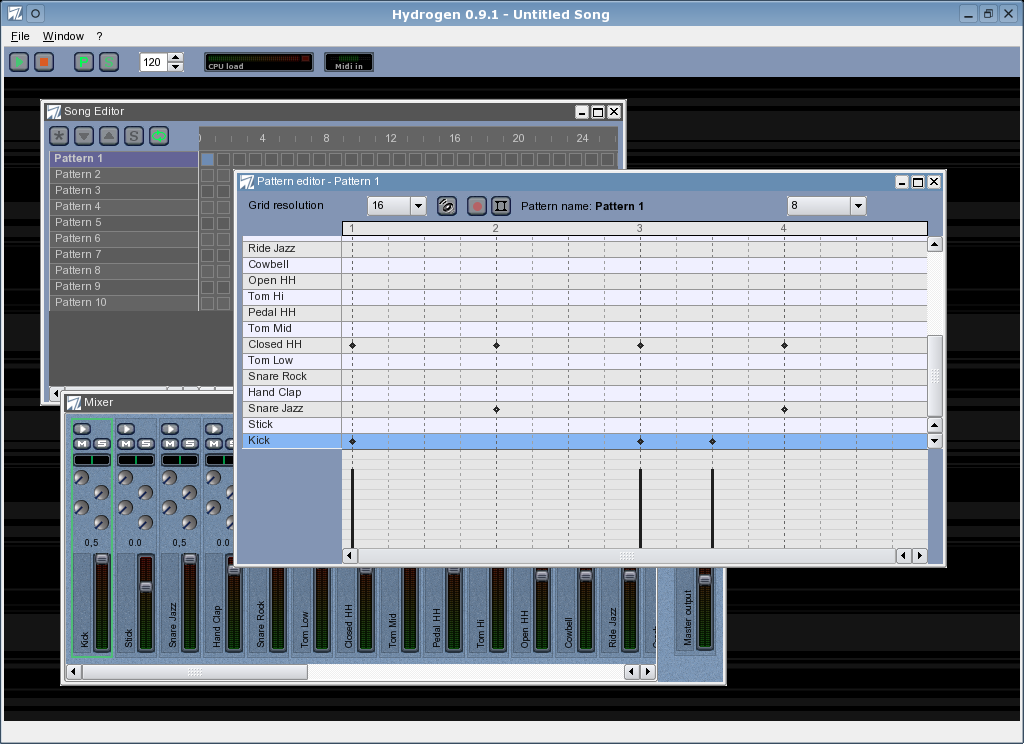 Hydrogen 0.9.1 - Untitled Song
File Window ?
120 CPU load Midi in
Song Editor
4 8 12 16 20 24
Pattern 1
Pattern 2
Pattern 3
Pattern 4
Pattern 5
Pattern 6
Pattern 7
Pattern 8
Pattern 9
Pattern 10
Pattern editor - Pattern 1
Grid resolution 16 Pattern name: Pattern 1 8
1 2 3 4
Ride Jazz
Cowbell
Open HH
Tom Hi
Pedal HH
Tom Mid
Closed HH
Tom Low
Snare Rock
Hand Clap
Snare Jazz
Stick
Kick
Mixer
M S M S M S M
0,5 0.0 0,5 0.0
Kick
Stick
Snare Jazz
Hand Clap
Snare Rock
Tom Low
Closed HH
Tom Mid
Pedal HH
Tom Hi
Open HH
Cowbell
Ride Jazz
Master output